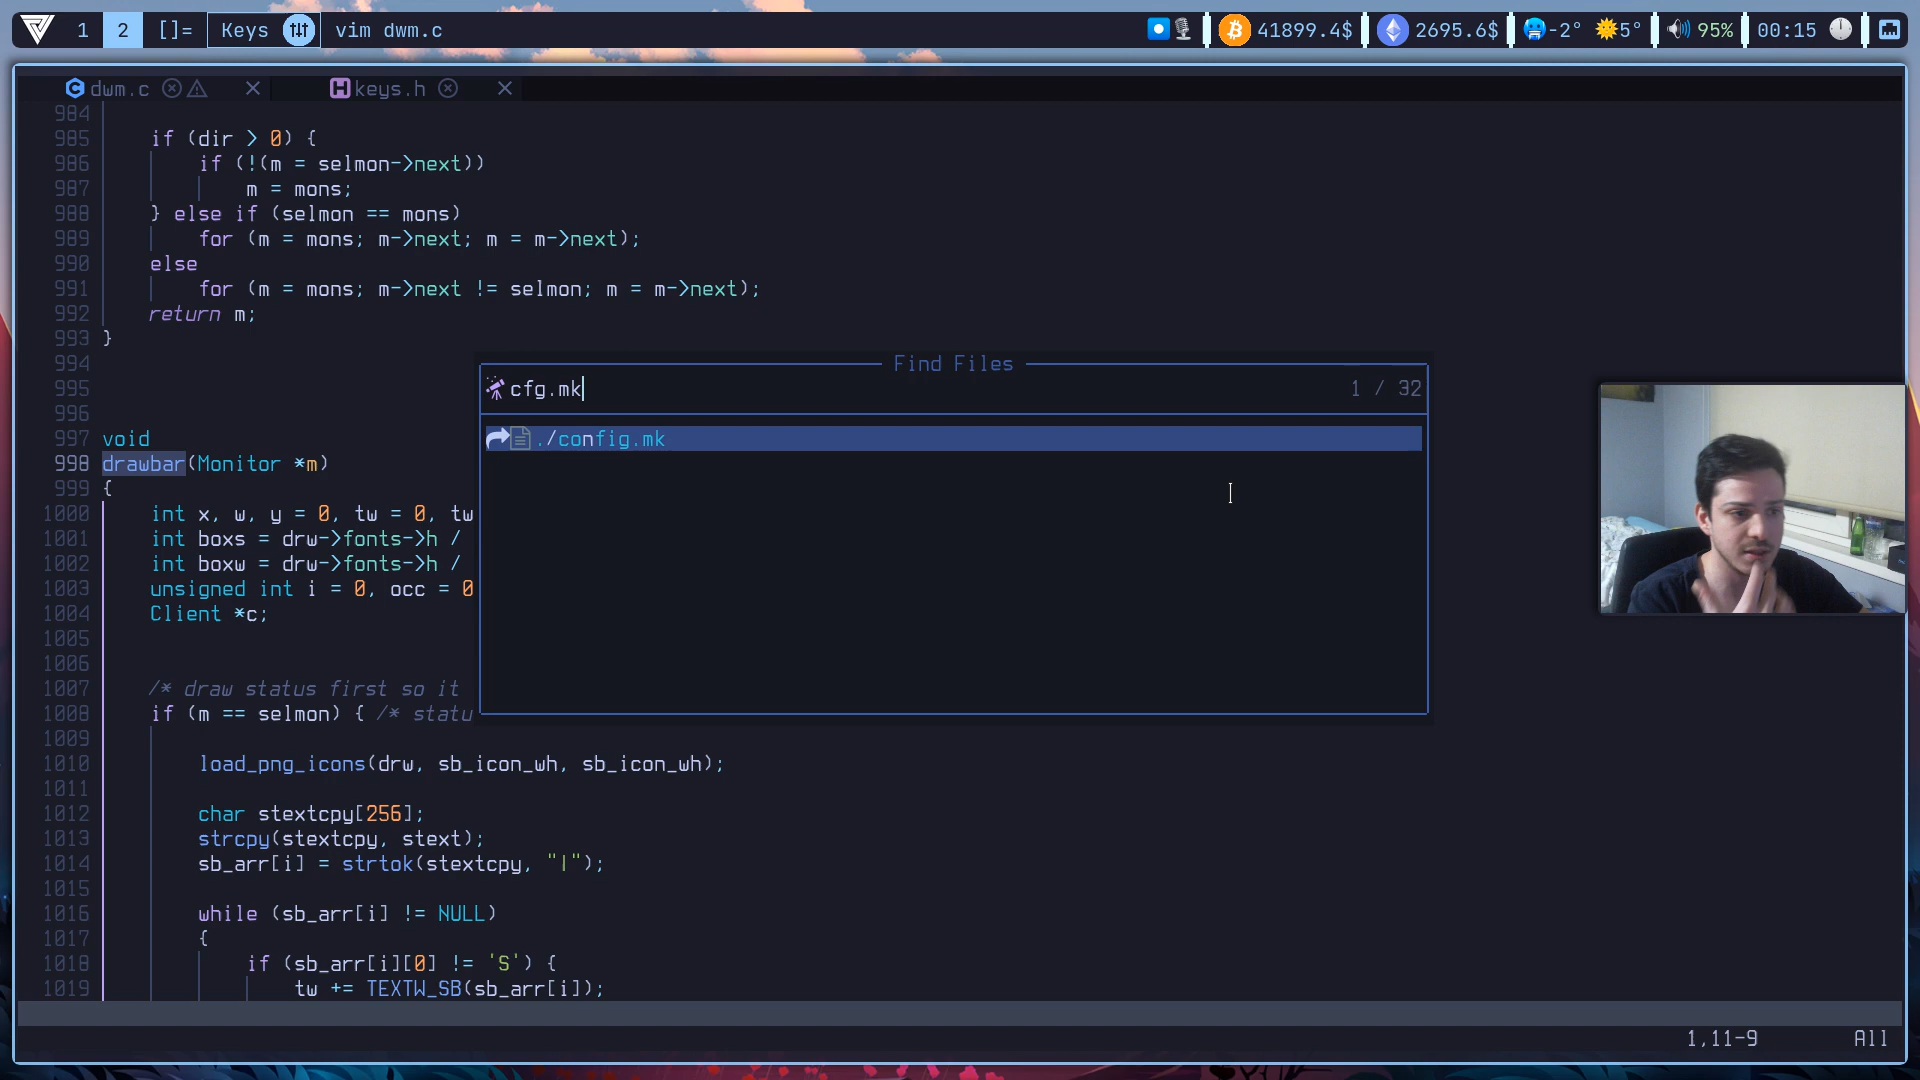 1 2 []= Keys vim dwm.c 41899.4$ 2695.6$ -2° 5° 95% 00:15
dwm.c keys.h
984
985 if (dir > 0) {
986 if (!(m = selmon->next))
987 m = mons;
988 } else if (selmon == mons)
989 for (m = mons; m->next; m = m->next);
990 else
991 for (m = mons; m->next != selmon; m = m->next);
992 return m;
993 }
994
995
996
997 void
998 drawbar(Monitor *m)
999 {
1000 int x, w, y = 0, tw = 0, tw
1001 int boxs = drw->fonts->h /
1002 int boxw = drw->fonts->h /
1003 unsigned int i = 0, occ = 0
1004 Client *c;
1005
1006
1007 /* draw status first so it
1008 if (m == selmon) { /* statu
1009
1010 load_png_icons(drw, sb_icon_wh, sb_icon_wh);
1011
1012 char stextcpy[256];
1013 strcpy(stextcpy, stext);
1014 sb_arr[i] = strtok(stextcpy, "|");
1015
1016 while (sb_arr[i] != NULL)
1017 {
1018 if (sb_arr[i][0] != 'S') {
1019 tw += TEXTW_SB(sb_arr[i]);
Find Files
cfg.mk 1 / 32
./config.mk
1,11-9 All